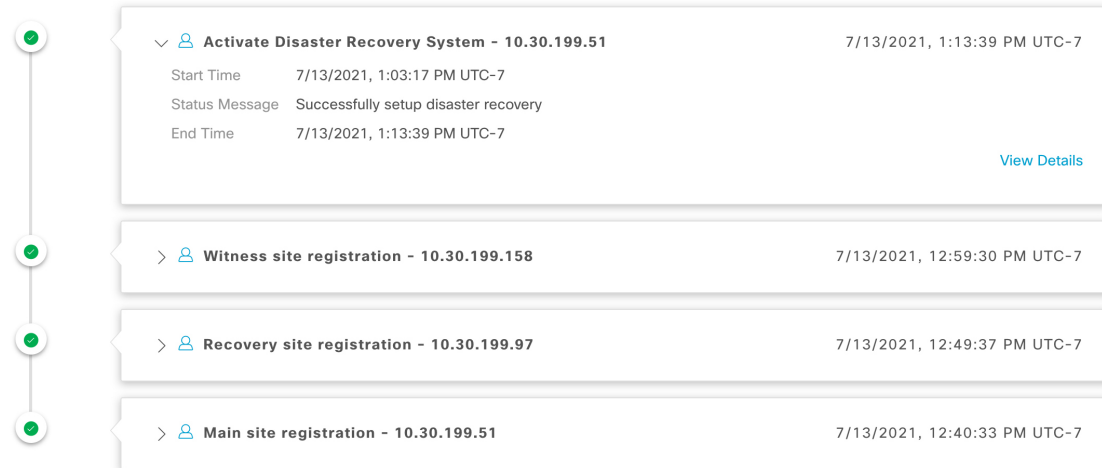 Activate Disaster Recovery System - 10.30.199.51 7/13/2021, 1:13:39 PM UTC-7
Start Time 7/13/2021, 1:03:17 PM UTC-7
Status Message Successfully setup disaster recovery
End Time 7/13/2021, 1:13:39 PM UTC-7
View Details
Witness site registration - 10.30.199.158 7/13/2021, 12:59:30 PM UTC-7
Recovery site registration - 10.30.199.97 7/13/2021, 12:49:37 PM UTC-7
Main site registration - 10.30.199.51 7/13/2021, 12:40:33 PM UTC-7